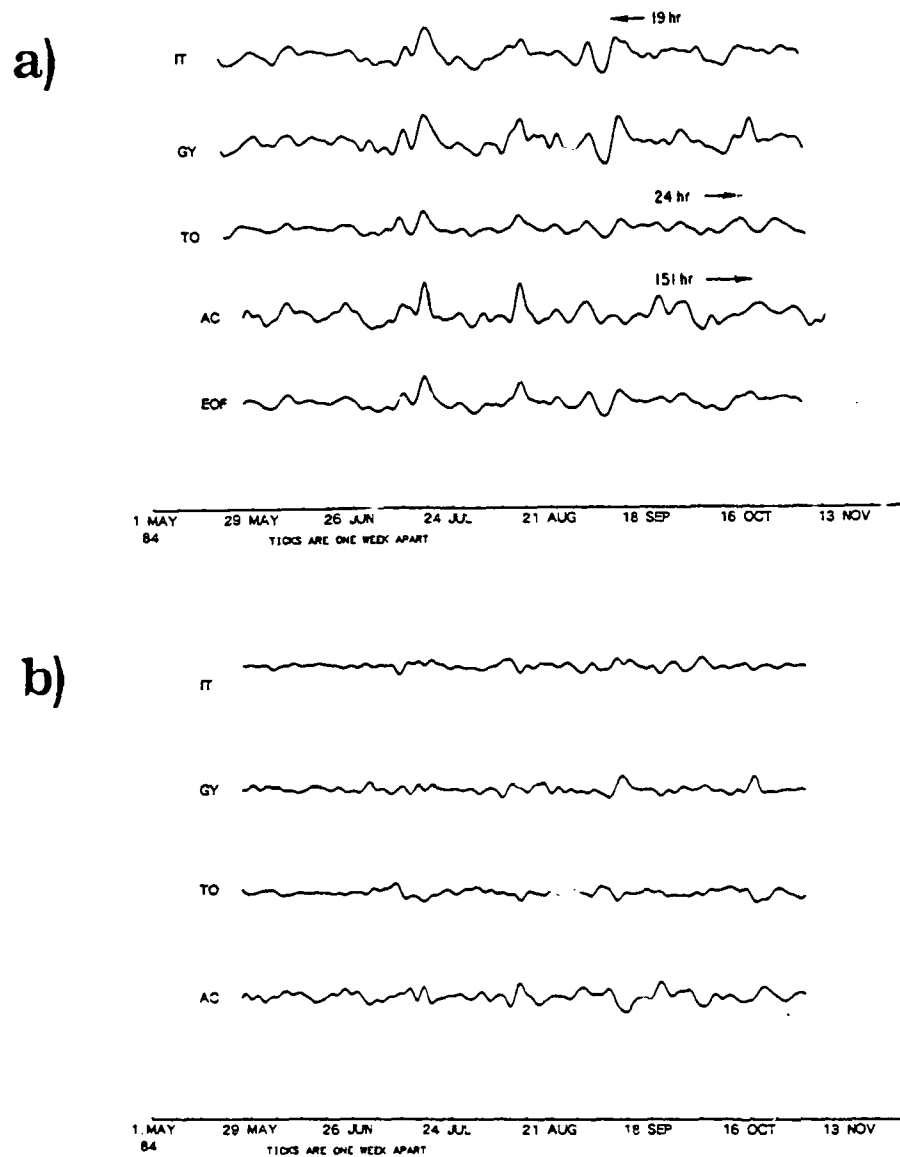 a)
19 hr
IT
GY
24 hr
TO
151 hr
AC
EOF
1 MAY 29 MAY 26 JUN 24 JUL 21 AUG 18 SEP 16 OCT 13 NOV
84 TICKS ARE ONE WEEK APART
b)
IT
GY
TO
AC
1 MAY 29 MAY 26 JUN 24 JUL 21 AUG 18 SEP 16 OCT 13 NOV
84 TICKS ARE ONE WEEK APART